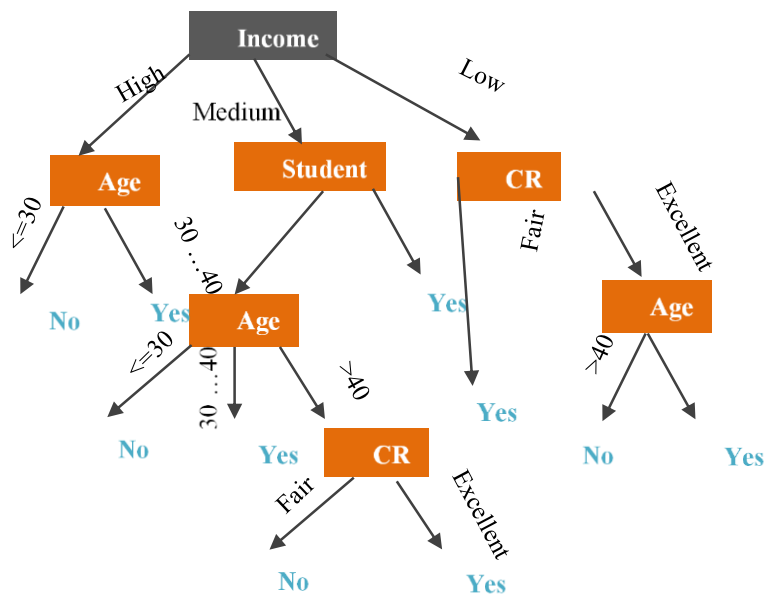 Income
High
Medium
Low
Age
Student
CR
<=30
30 …40
Fair
Excellent
No
Yes
Age
Yes
Age
<=30
30 …40
>40
>40
Yes
No
Yes
CR
No
Yes
Fair
Excellent
No
Yes